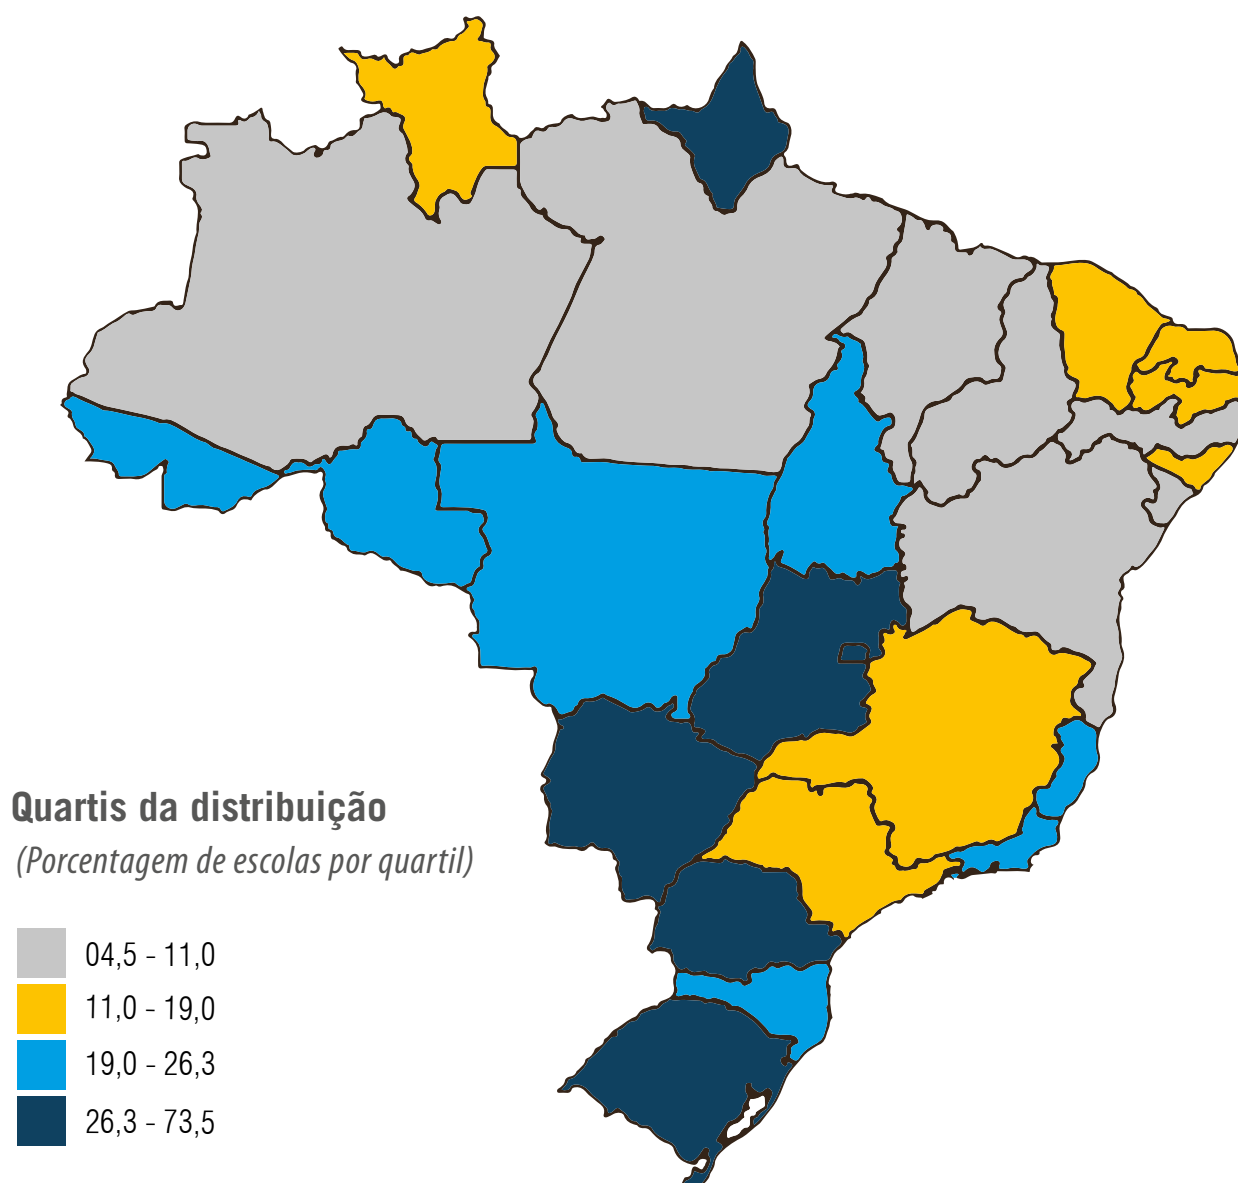 Quartis da distribuição
(Porcentagem de escolas por quartil)
04,5 - 11,0
11,0 - 19,0
19,0 - 26,3
26,3 - 73,5